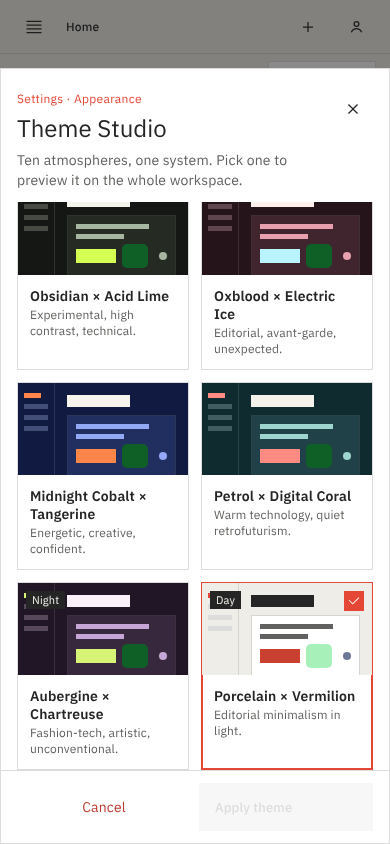 Home
Settings · Appearance
Theme Studio
Ten atmospheres, one system. Pick one to
preview it on the whole workspace.
Obsidian × Acid Lime
Experimental, high
contrast, technical.
Oxblood × Electric
Ice
Editorial, avant-garde,
unexpected.
Midnight Cobalt ×
Tangerine
Energetic, creative,
confident.
Petrol × Digital Coral
Warm technology, quiet
retrofuturism.
Night
Aubergine ×
Chartreuse
Fashion-tech, artistic,
unconventional.
Day
Porcelain × Vermilion
Editorial minimalism in
light.
Cancel
Apply theme